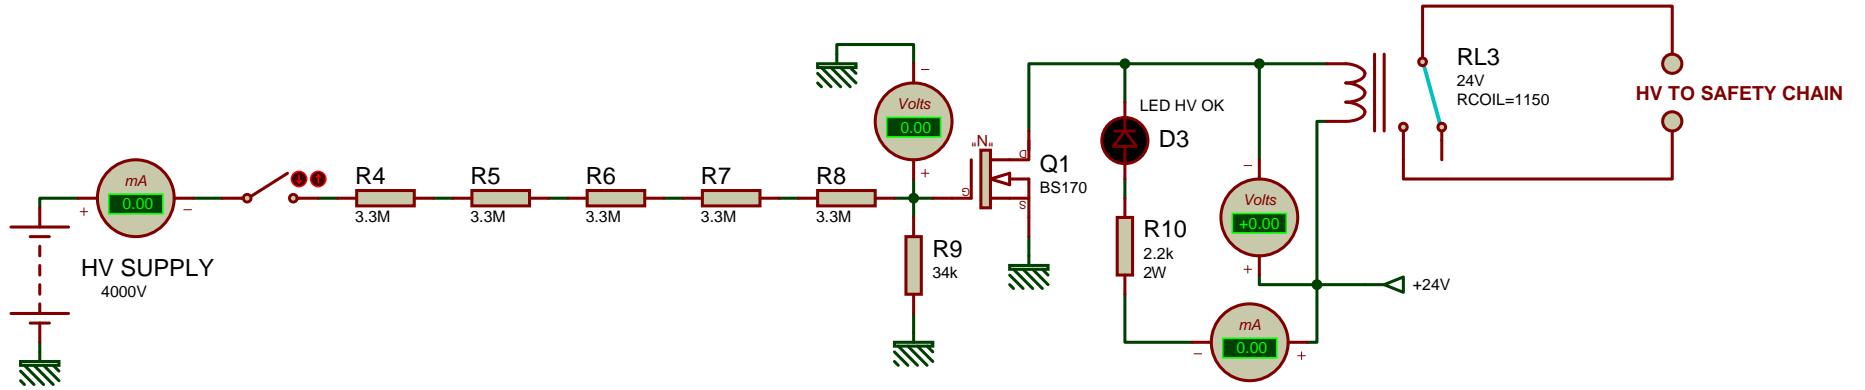 mA
0.00
+
−
HV SUPPLY
4000V
R4
3.3M
R5
3.3M
R6
3.3M
R7
3.3M
R8
3.3M
−
Volts
0.00
+
R9
34k
"N"
D
G
S
Q1
BS170
LED HV OK
D3
R10
2.2k
2W
−
Volts
+0.00
+
mA
0.00
−
+
+24V
RL3
24V
RCOIL=1150
HV TO SAFETY CHAIN